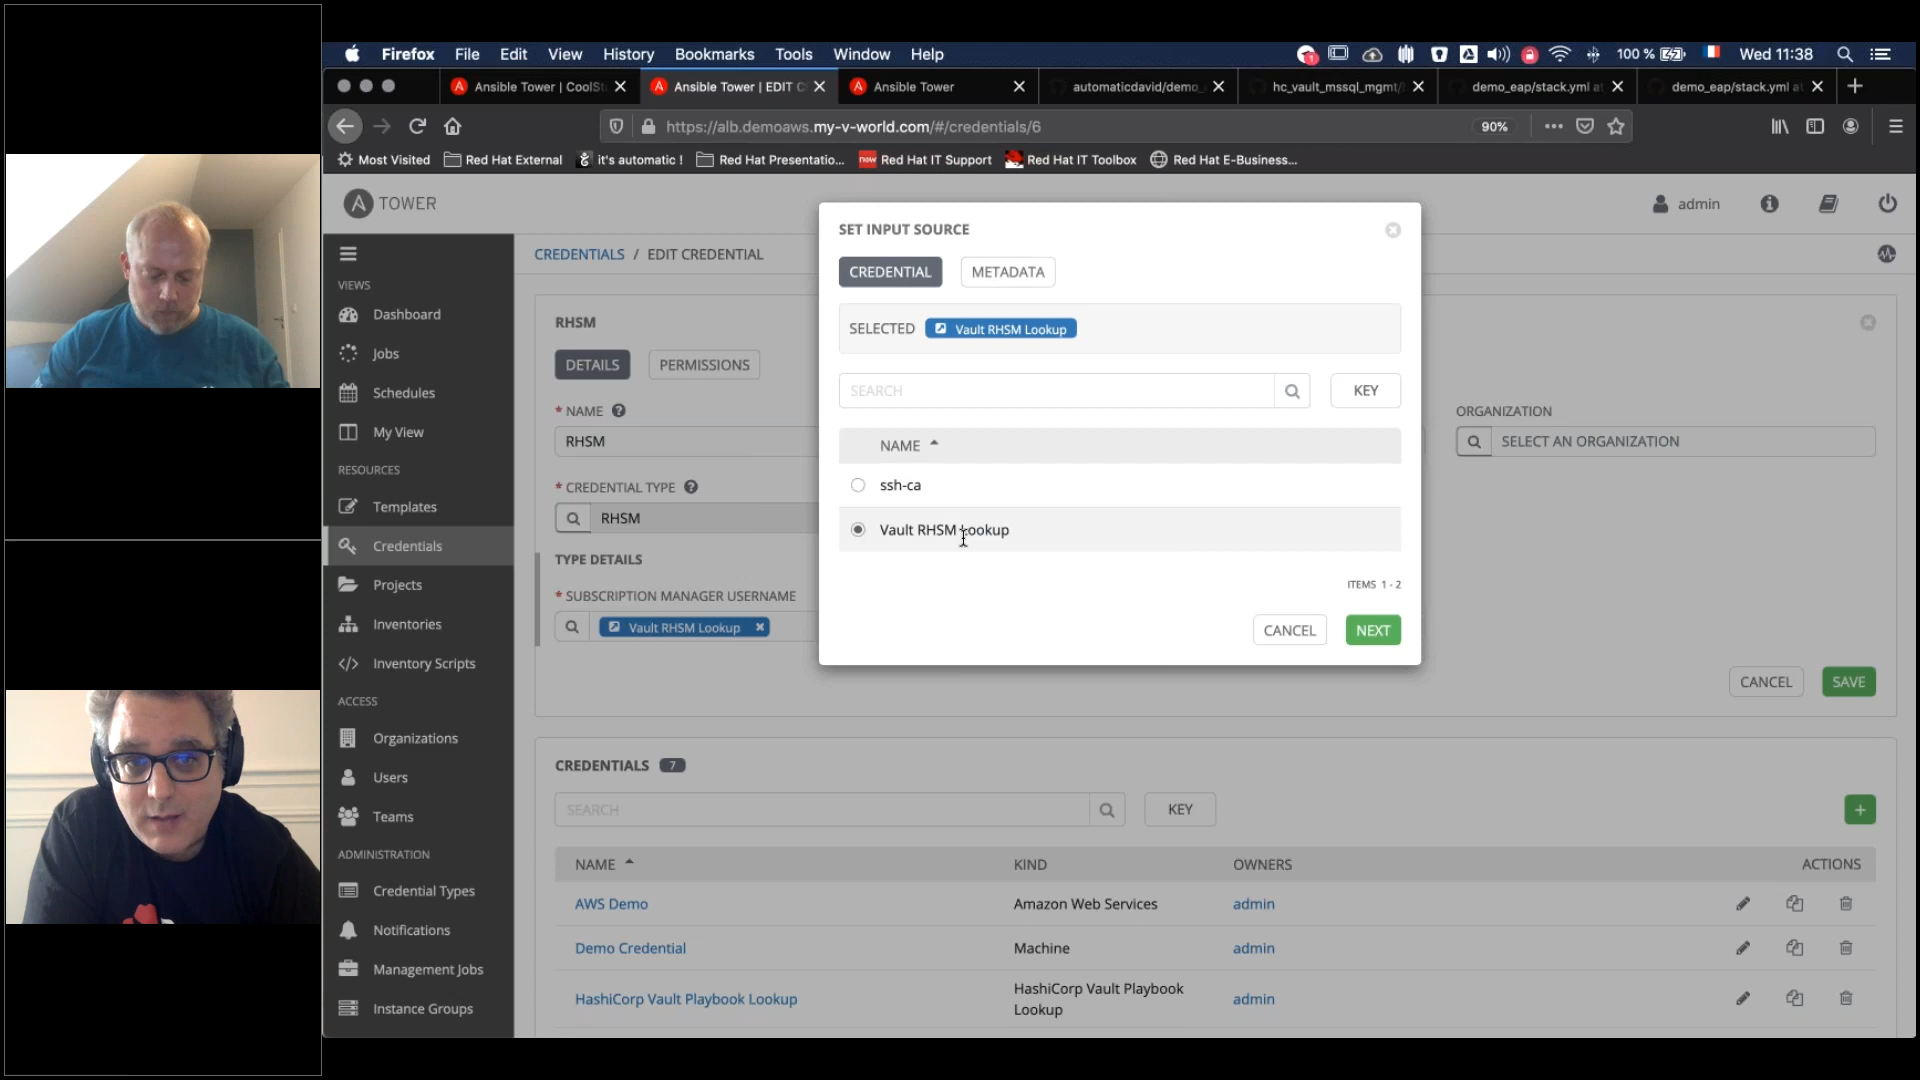 Firefox File Edit View History Bookmarks Tools Window Help 100 % Wed 11:38
Ansible Tower | CoolSt Ansible Tower | EDIT C Ansible Tower automaticdavid/demo_ hc_vault_mssql_mgmt/ demo_eap/stack.yml at demo_eap/stack.yml at
https://alb.demoaws.my-v-world.com/#/credentials/6 90%
Most Visited Red Hat External it's automatic ! Red Hat Presentatio... Red Hat IT Support Red Hat IT Toolbox Red Hat E-Business...
A TOWER admin
VIEWS
Dashboard
Jobs
Schedules
My View
RESOURCES
Templates
Credentials
Projects
Inventories
Inventory Scripts
ACCESS
Organizations
Users
Teams
ADMINISTRATION
Credential Types
Notifications
Management Jobs
Instance Groups
CREDENTIALS / EDIT CREDENTIAL
RHSM
DETAILS PERMISSIONS
* NAME
RHSM
* CREDENTIAL TYPE
RHSM
TYPE DETAILS
* SUBSCRIPTION MANAGER USERNAME
Vault RHSM Lookup
ORGANIZATION
SELECT AN ORGANIZATION
CANCEL SAVE
SET INPUT SOURCE
CREDENTIAL METADATA
SELECTED Vault RHSM Lookup
SEARCH KEY
NAME
ssh-ca
Vault RHSM Lookup
ITEMS 1 - 2
CANCEL NEXT
CREDENTIALS 7
SEARCH KEY
NAME KIND OWNERS ACTIONS
AWS Demo Amazon Web Services admin
Demo Credential Machine admin
HashiCorp Vault Playbook Lookup HashiCorp Vault Playbook Lookup admin